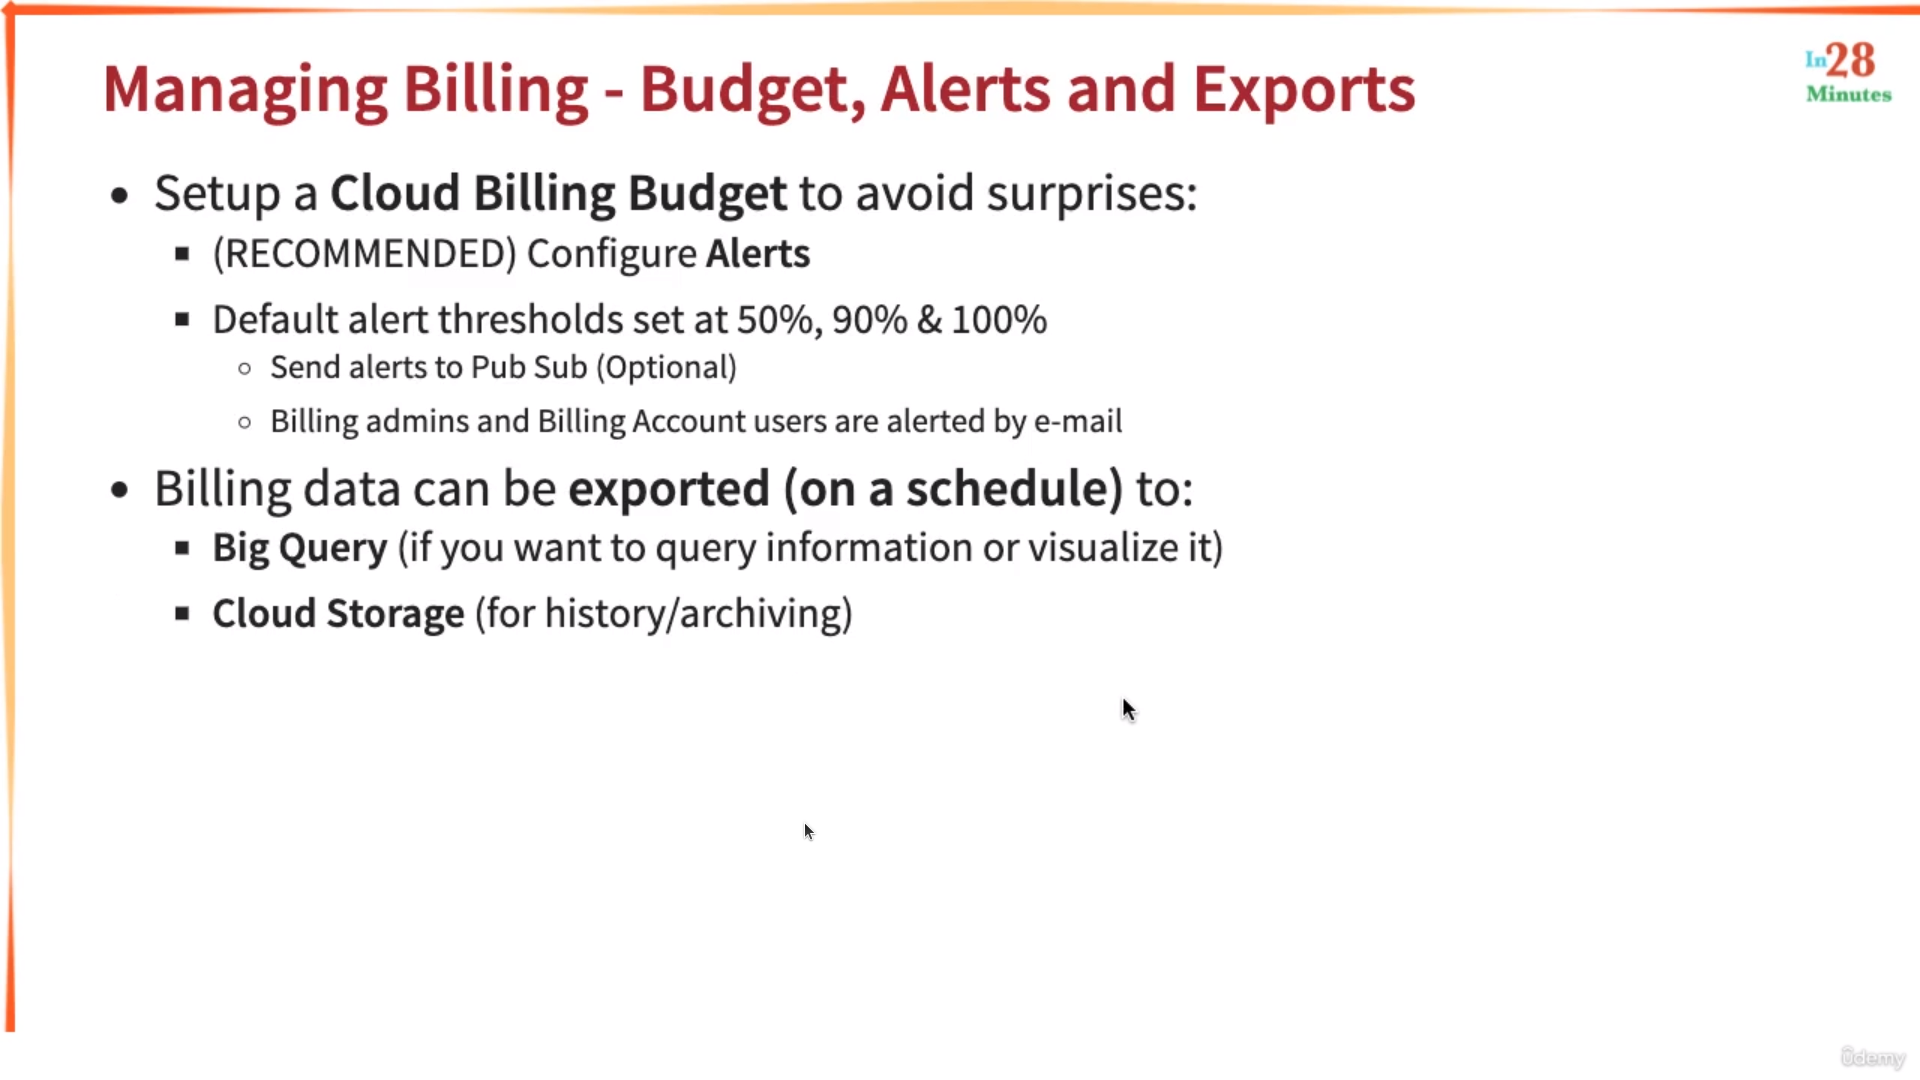 Managing Billing - Budget, Alerts and Exports
In28
Minutes
• Setup a Cloud Billing Budget to avoid surprises:
▪ (RECOMMENDED) Configure Alerts
▪ Default alert thresholds set at 50%, 90% & 100%
○ Send alerts to Pub Sub (Optional)
○ Billing admins and Billing Account users are alerted by e-mail
• Billing data can be exported (on a schedule) to:
▪ Big Query (if you want to query information or visualize it)
▪ Cloud Storage (for history/archiving)
ûdemy